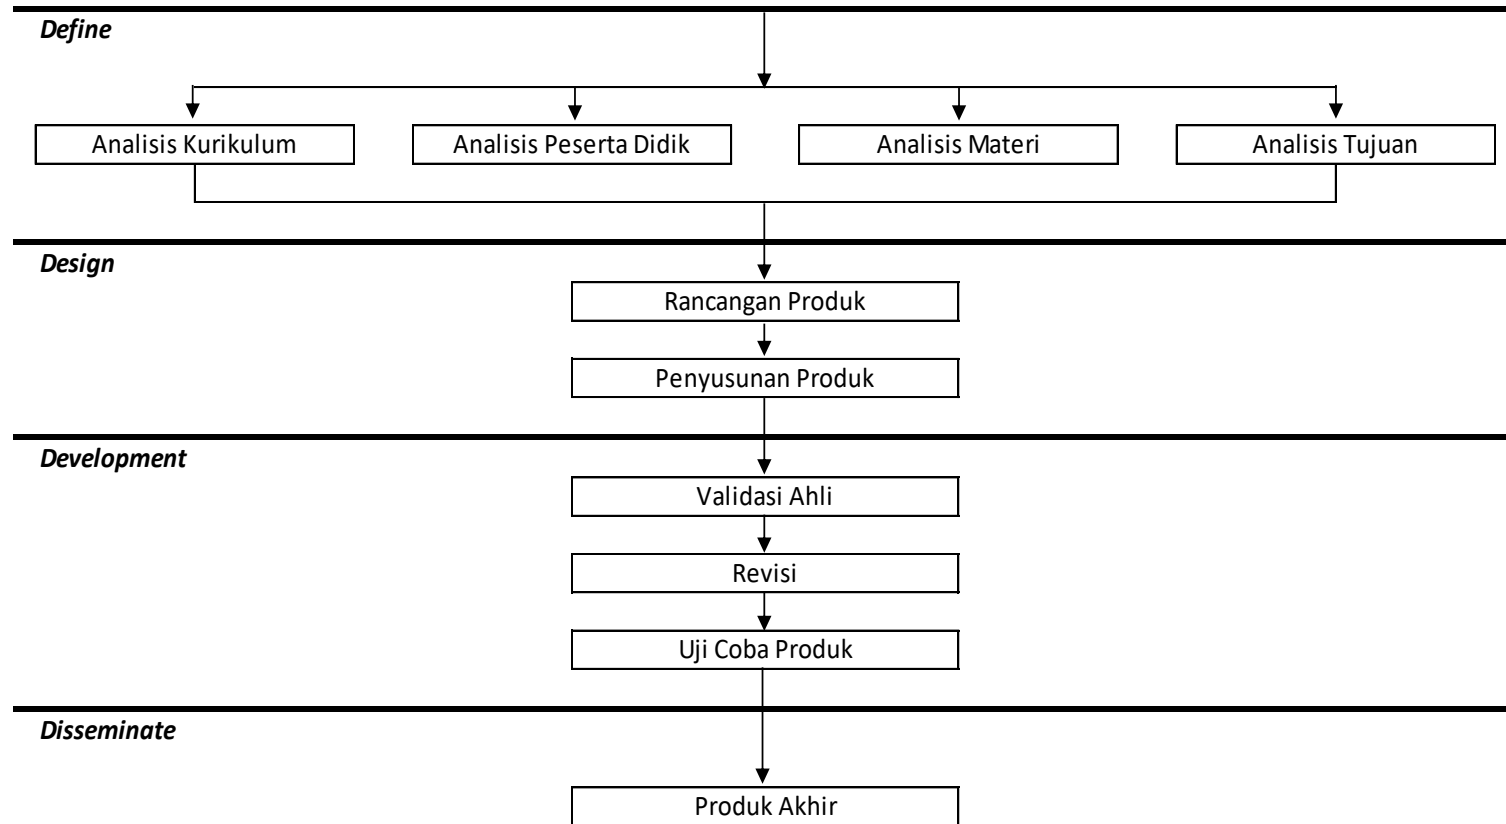 Define
Analisis Kurikulum
Analisis Peserta Didik
Analisis Materi
Analisis Tujuan
Design
Rancangan Produk
Penyusunan Produk
Development
Validasi Ahli
Revisi
Uji Coba Produk
Disseminate
Produk Akhir